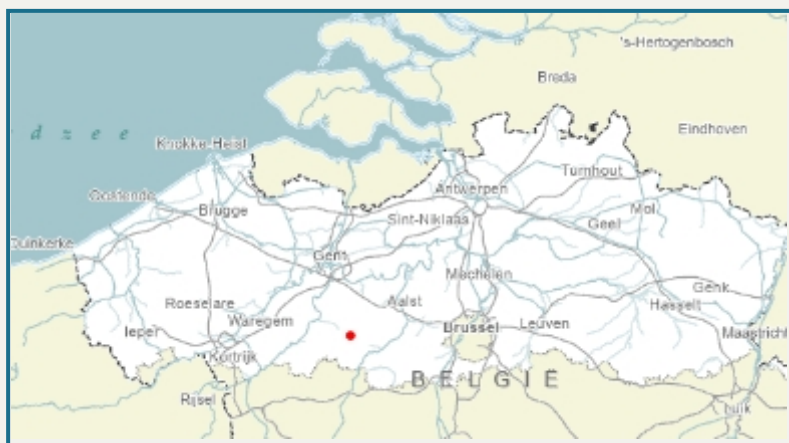 's-Hertogenbosch
Breda
Eindhoven
d z e e
Knokke-Heist
Turnhout
Antwerpen
Oostende
Mol
Brugge
Sint-Niklaas
Geel
Duinkerke
Gent
Mechelen
Genk
Roeselare
Aalst
Hasselt
Waregem
Brussel
Leuven
Ieper
Maastricht
Kortrijk
BELGIË
Rijsel
Luik